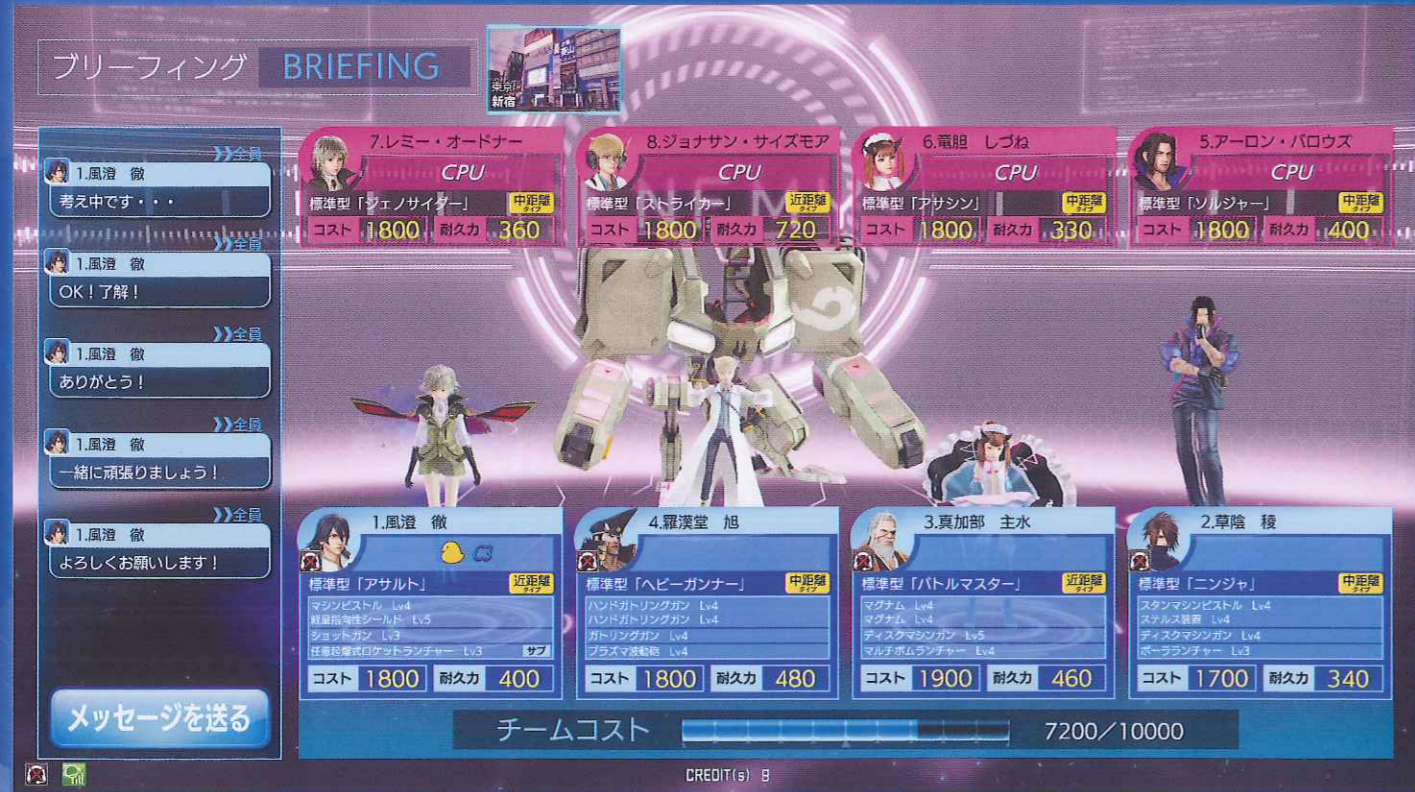 ブリーフィング BRIEFING
東京
新宿
全員
1.風澄 徹
考え中です・・・
全員
1.風澄 徹
OK！了解！
全員
1.風澄 徹
ありがとう！
全員
1.風澄 徹
一緒に頑張りましょう！
全員
1.風澄 徹
よろしくお願いします！
メッセージを送る
7.レミー・オードナー
CPU
標準型「ジェノサイダー」 中距離タイプ
コスト 1800 耐久力 360
8.ジョナサン・サイズモア
CPU
標準型「ストライカー」 近距離タイプ
コスト 1800 耐久力 720
6.竜胆 しづね
CPU
標準型「アサシン」 中距離タイプ
コスト 1800 耐久力 330
5.アーロン・バロウズ
CPU
標準型「ソルジャー」 中距離タイプ
コスト 1800 耐久力 400
1.風澄 徹
標準型「アサルト」 近距離タイプ
マシンピストル Lv4
軽量指向性シールド Lv5
ショットガン Lv3
任意起爆式ロケットランチャー Lv3 サブ
コスト 1800 耐久力 400
4.羅漢堂 旭
標準型「ヘビーガンナー」 中距離タイプ
ハンドガトリングガン Lv4
ハンドガトリングガン Lv4
ガトリングガン Lv4
プラズマ波動砲 Lv4
コスト 1800 耐久力 480
3.真加部 主水
標準型「バトルマスター」 近距離タイプ
マグナム Lv4
マグナム Lv4
ディスクマシンガン Lv5
マルチボムランチャー Lv4
コスト 1900 耐久力 460
2.草陰 稜
標準型「ニンジャ」 中距離タイプ
スタンマシンピストル Lv4
ステルス装置 Lv4
ディスクマシンガン Lv4
ポーラランチャー Lv3
コスト 1700 耐久力 340
チームコスト 7200／10000
CREDIT(s) 8